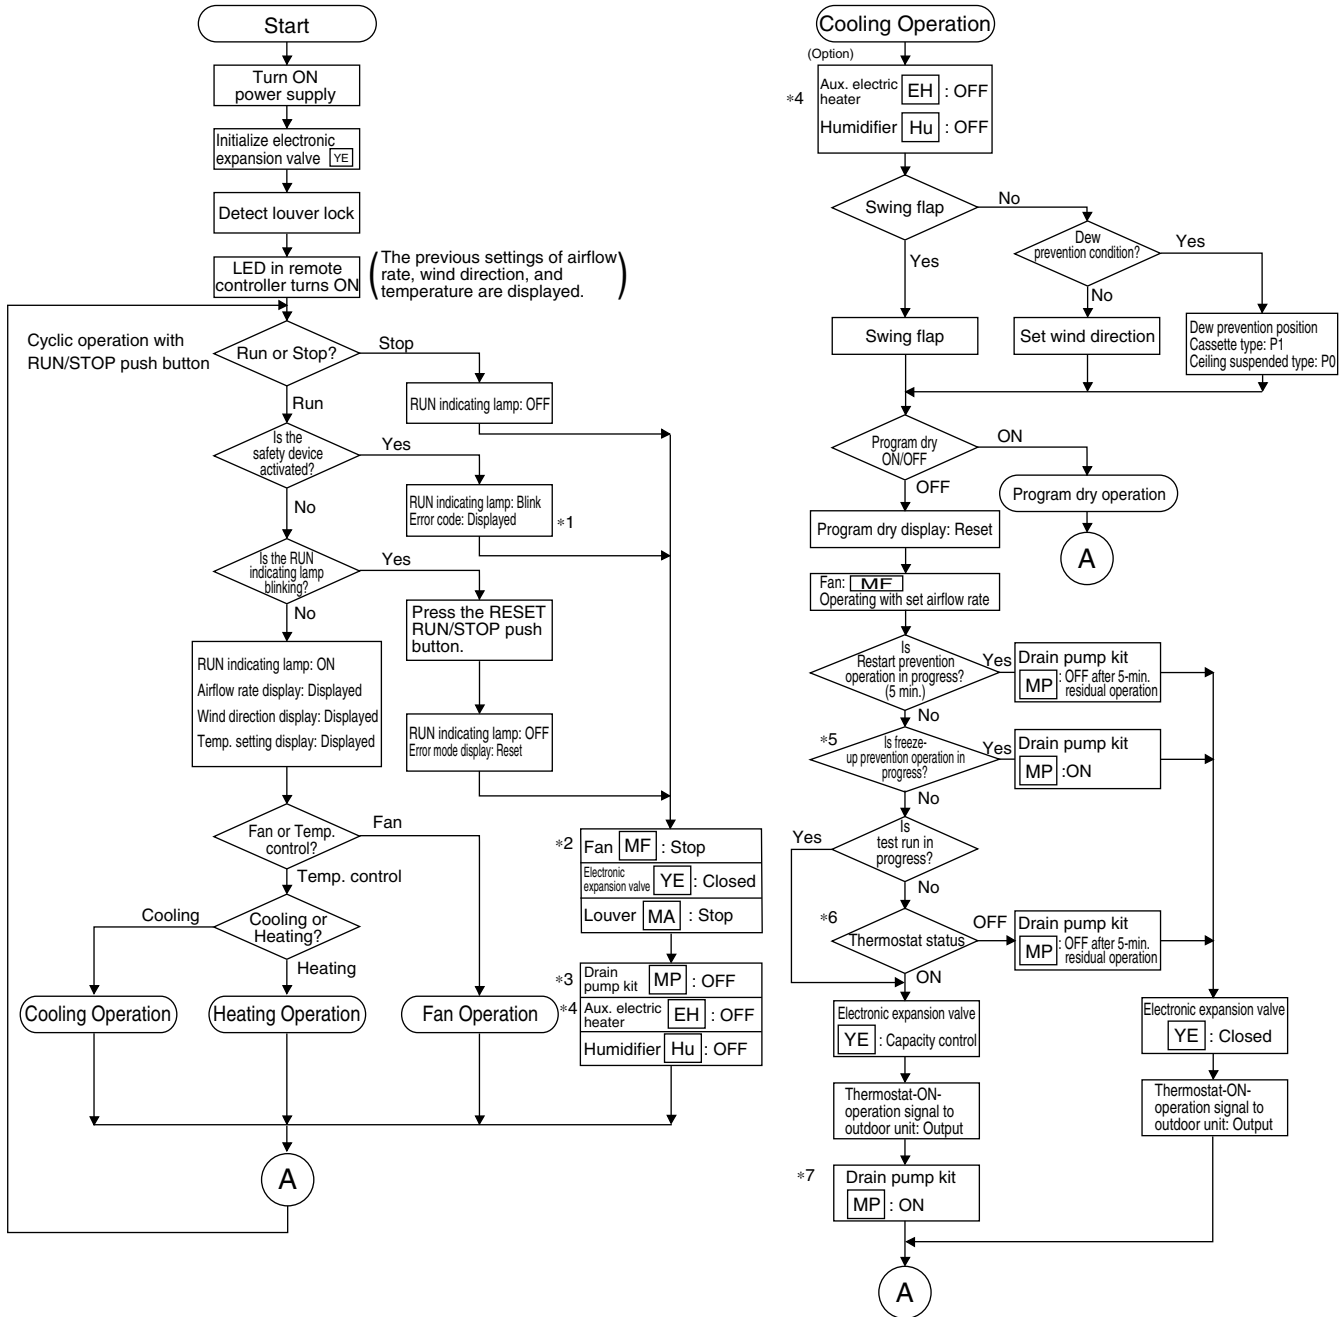 Start
Turn ON
power supply
Initialize electronic
expansion valve YE
Detect louver lock
LED in remote
controller turns ON
(The previous settings of airflow
rate, wind direction, and
temperature are displayed.)
Cyclic operation with
RUN/STOP push button
Run or Stop?
Stop
RUN indicating lamp: OFF
Run
Is the
safety device
activated?
Yes
RUN indicating lamp: Blink
Error code: Displayed
*1
No
Is the RUN
indicating lamp
blinking?
Yes
Press the RESET
RUN/STOP push
button.
No
RUN indicating lamp: ON
Airflow rate display: Displayed
Wind direction display: Displayed
Temp. setting display: Displayed
RUN indicating lamp: OFF
Error mode display: Reset
Fan or Temp.
control?
Fan
Temp. control
Cooling or
Heating?
Cooling
Heating
Cooling Operation
Heating Operation
Fan Operation
*2 Fan MF : Stop
Electronic
expansion valve YE : Closed
Louver MA : Stop
*3 Drain
pump kit MP : OFF
*4 Aux. electric
heater EH : OFF
Humidifier Hu : OFF
A
Cooling Operation
(Option)
*4 Aux. electric
heater EH : OFF
Humidifier Hu : OFF
Swing flap
No
Dew
prevention condition?
Yes
Yes
No
Swing flap
Set wind direction
Dew prevention position
Cassette type: P1
Ceiling suspended type: P0
Program dry
ON/OFF
ON
Program dry operation
A
OFF
Program dry display: Reset
Fan: MF
Operating with set airflow rate
Is
Restart prevention
operation in progress?
(5 min.)
Yes
Drain pump kit
MP : OFF after 5-min.
residual operation
No
*5
Is freeze-
up prevention operation in
progress?
Yes
Drain pump kit
MP :ON
No
Is
test run in
progress?
Yes
No
*6
Thermostat status
OFF
Drain pump kit
MP : OFF after 5-min.
residual operation
ON
Electronic expansion valve
YE : Capacity control
Electronic expansion valve
YE : Closed
Thermostat-ON-
operation signal to
outdoor unit: Output
Thermostat-ON-
operation signal to
outdoor unit: Output
*7
Drain pump kit
MP : ON
A